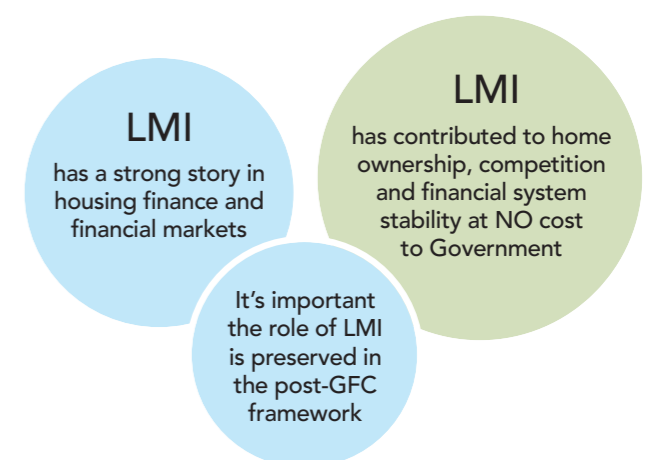 LMI
has a strong story in
housing finance and
financial markets
LMI
has contributed to home
ownership, competition
and financial system
stability at NO cost
to Government
It’s important
the role of LMI
is preserved in
the post-GFC
framework